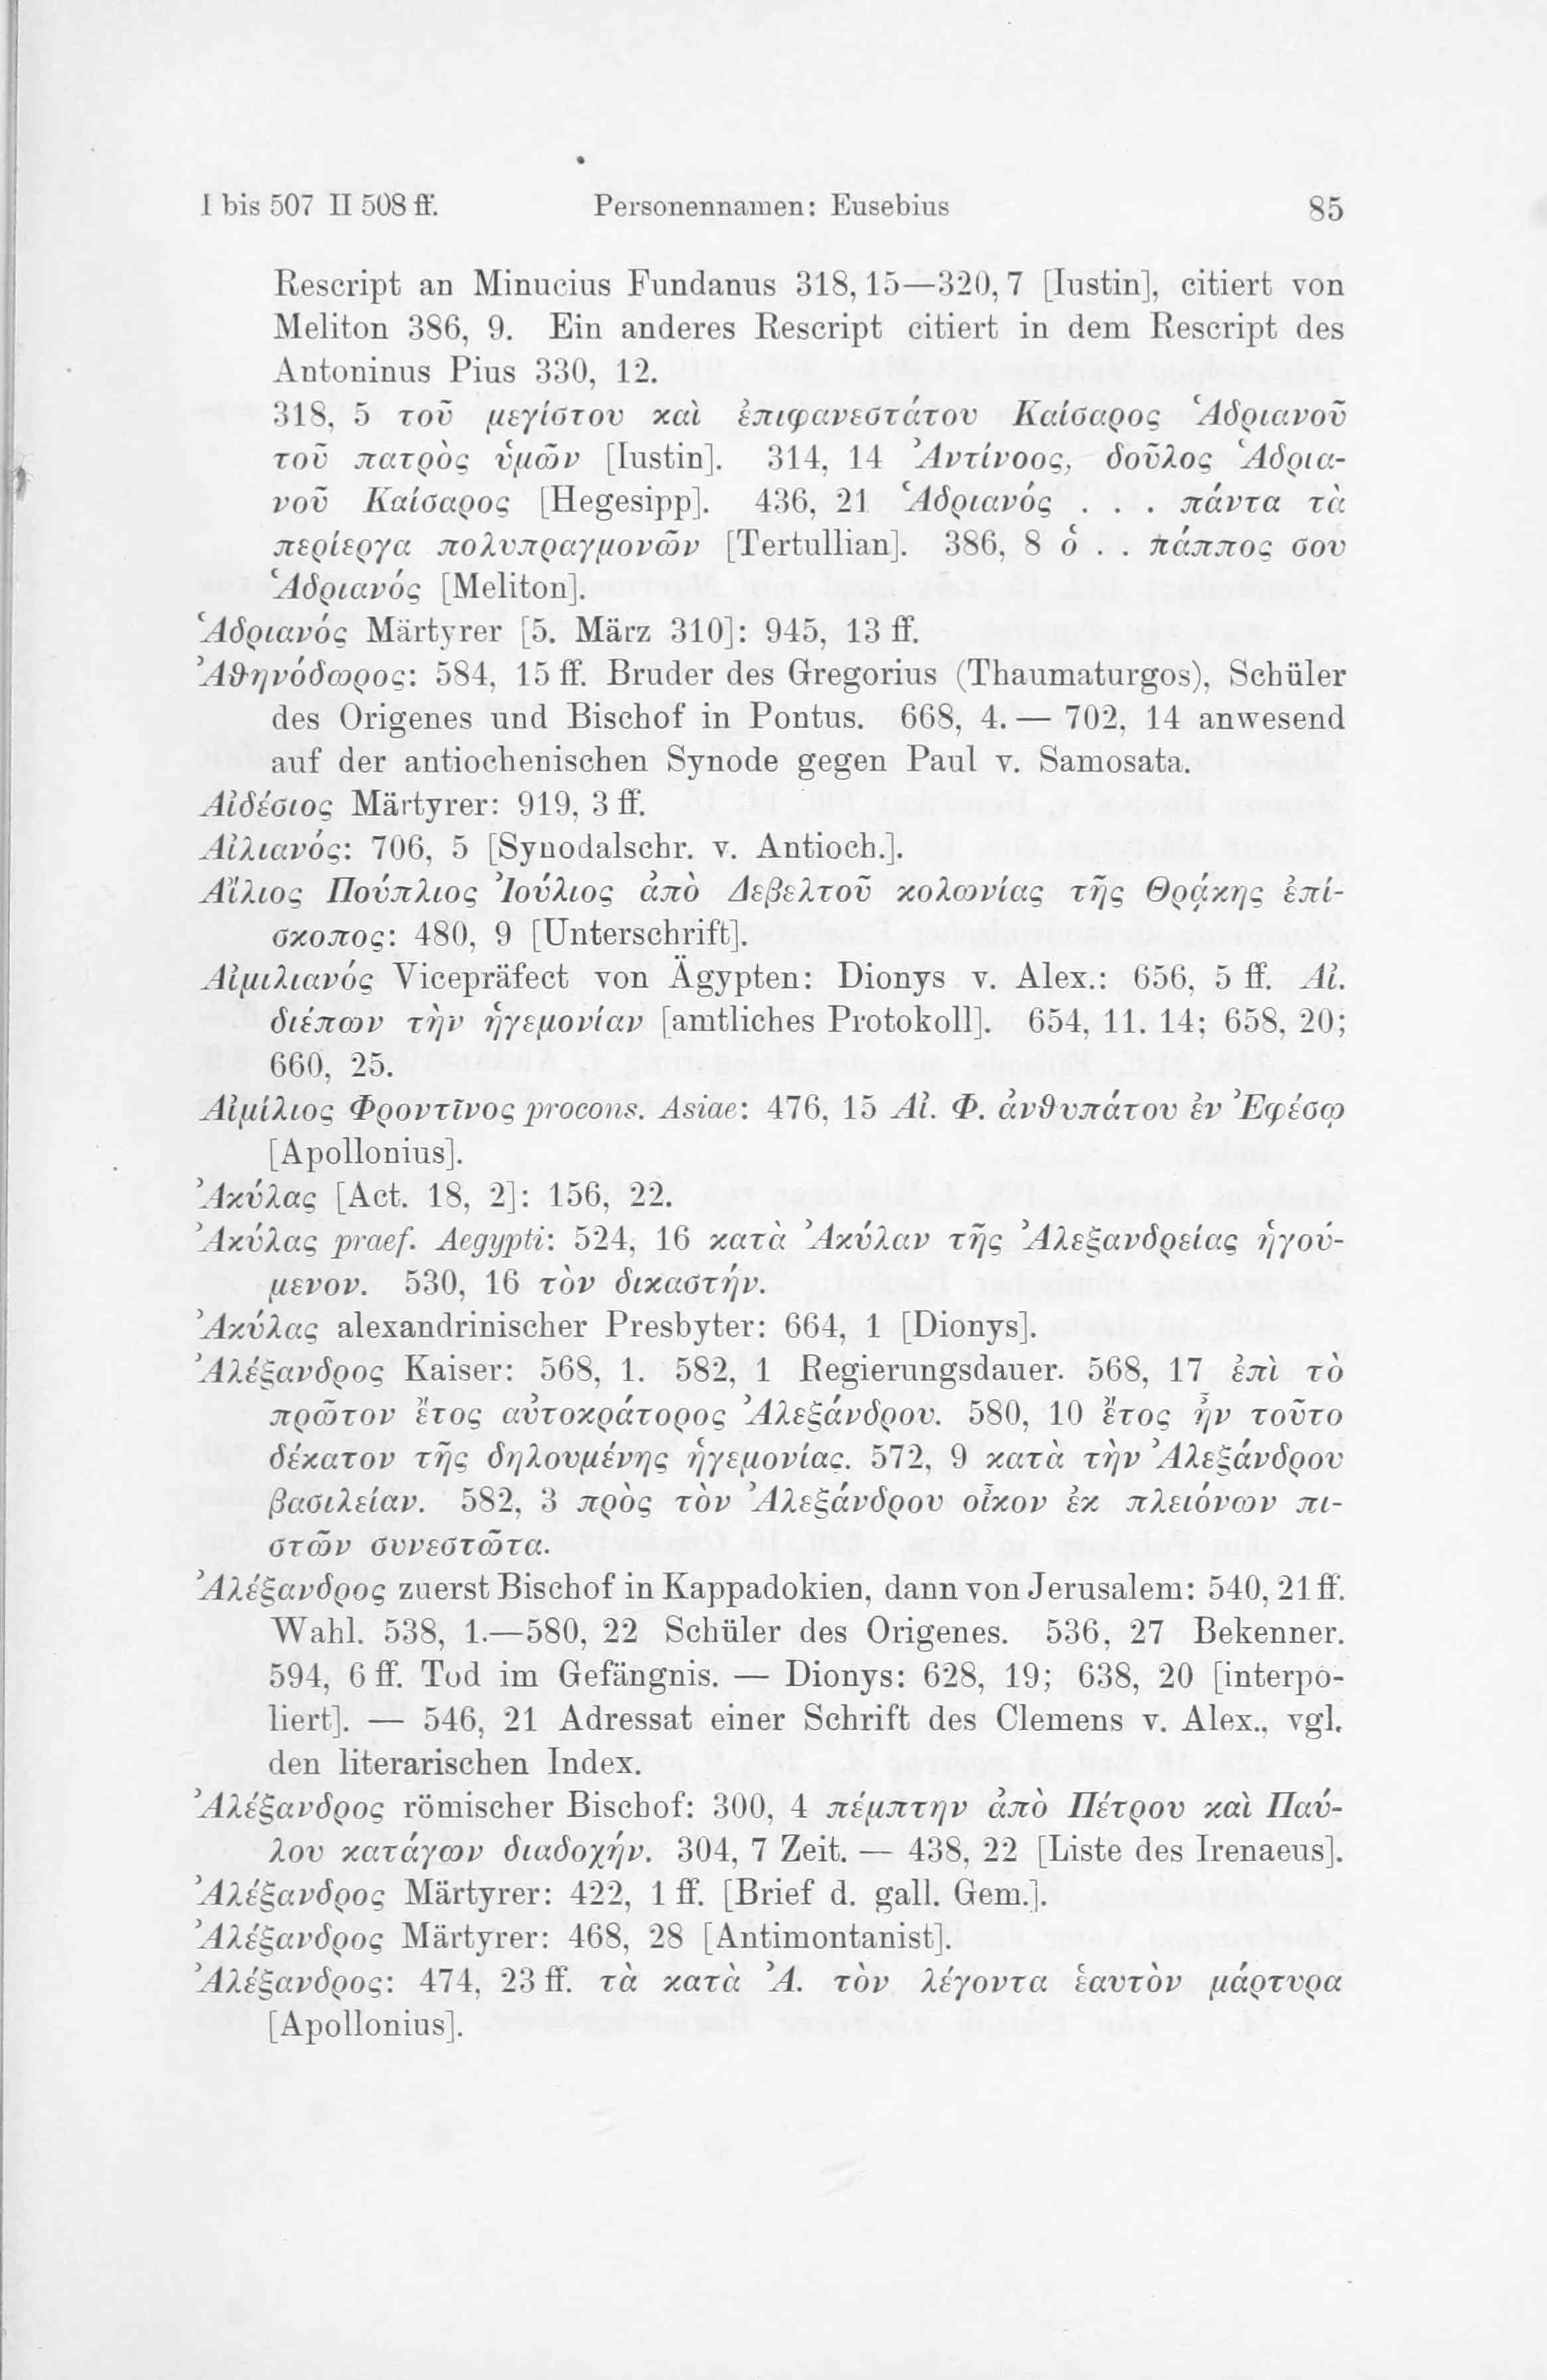 I bis 507 II 508 ff. Personennamen: Eusebius 85
Rescript an Minucius Fundanus 318, 15—320, 7 [Iustin], citiert von
Meliton 386, 9. Ein anderes Rescript citiert in dem Rescript des
Antoninus Pius 330, 12.
318, 5 τοῦ μεγίστου καὶ ἐπιφανεστάτου Καίσαρος Ἁδριανοῦ
τοῦ πατρὸς ὑμῶν [Iustin]. 314, 14 Ἀντίνοος, δοῦλος Ἁδρια-
νοῦ Καίσαρος [Hegesipp]. 436, 21 Ἁδριανός . . . πάντα τὰ
περίεργα πολυπραγμονῶν [Tertullian]. 386, 8 ὁ . . πάππος σου
Ἁδριανός [Meliton].
Ἁδριανός Märtyrer [5. März 310]: 945, 13 ff.
Ἀθηνόδωρος: 584, 15 ff. Bruder des Gregorius (Thaumaturgos), Schüler
des Origenes und Bischof in Pontus. 668, 4. — 702, 14 anwesend
auf der antiochenischen Synode gegen Paul v. Samosata.
Αἰδέσιος Märtyrer: 919, 3 ff.
Αἰλιανός: 706, 5 [Synodalschr. v. Antioch.].
Αἴλιος Πούπλιος Ἰούλιος ἀπὸ Δεβελτοῦ κολωνίας τῆς Θρᾴκης ἐπί-
σκοπος: 480, 9 [Unterschrift].
Αἰμιλιανός Vicepräfect von Ägypten: Dionys v. Alex.: 656, 5 ff. Αἰ.
διέπων τὴν ἡγεμονίαν [amtliches Protokoll]. 654, 11. 14; 658, 20;
660, 25.
Αἰμίλιος Φροντῖνος procons. Asiae: 476, 15 Αἰ. Φ. ἀνθυπάτου ἐν Ἐφέσῳ
[Apollonius].
Ἀκύλας [Act. 18, 2]: 156, 22.
Ἀκύλας praef. Aegypti: 524, 16 κατὰ Ἀκύλαν τῆς Ἀλεξανδρείας ἡγού-
μενον. 530, 16 τὸν δικαστήν.
Ἀκύλας alexandrinischer Presbyter: 664, 1 [Dionys].
Ἀλέξανδρος Kaiser: 568, 1. 582, 1 Regierungsdauer. 568, 17 ἐπὶ τὸ
πρῶτον ἔτος αὐτοκράτορος Ἀλεξάνδρου. 580, 10 ἔτος ἦν τοῦτο
δέκατον τῆς δηλουμένης ἡγεμονίας. 572, 9 κατὰ τὴν Ἀλεξάνδρου
βασιλείαν. 582, 3 πρὸς τὸν Ἀλεξάνδρου οἶκον ἐκ πλειόνων πι-
στῶν συνεστῶτα.
Ἀλέξανδρος zuerst Bischof in Kappadokien, dann von Jerusalem: 540, 21 ff.
Wahl. 538, 1.—580, 22 Schüler des Origenes. 536, 27 Bekenner.
594, 6 ff. Tod im Gefängnis. — Dionys: 628, 19; 638, 20 [interpo-
liert]. — 546, 21 Adressat einer Schrift des Clemens v. Alex., vgl.
den literarischen Index.
Ἀλέξανδρος römischer Bischof: 300, 4 πέμπτην ἀπὸ Πέτρου καὶ Παύ-
λου κατάγων διαδοχήν. 304, 7 Zeit. — 438, 22 [Liste des Irenaeus].
Ἀλέξανδρος Märtyrer: 422, 1 ff. [Brief d. gall. Gem.].
Ἀλέξανδρος Märtyrer: 468, 28 [Antimontanist].
Ἀλέξανδρος: 474, 23 ff. τὰ κατὰ Ἀ. τὸν λέγοντα ἑαυτὸν μάρτυρα
[Apollonius].